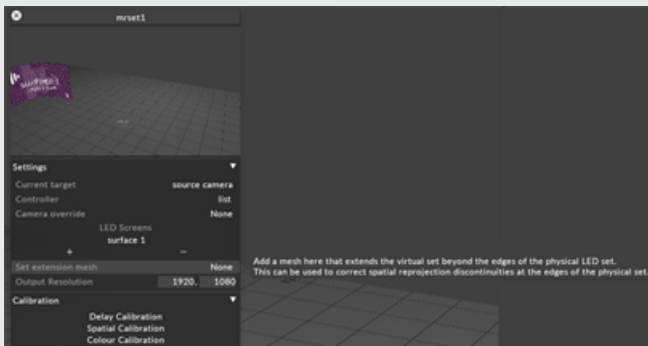 mrset1
Settings
Current target source camera
Controller list
Camera override None
LED Screens
surface 1
+ -
Set extension mesh None
Output Resolution 1920, 1080
Add a mesh here that extends the virtual set beyond the edges of the physical LED set.
This can be used to correct spatial reprojection discontinuities at the edges of the physical set.
Calibration
Delay Calibration
Spatial Calibration
Colour Calibration